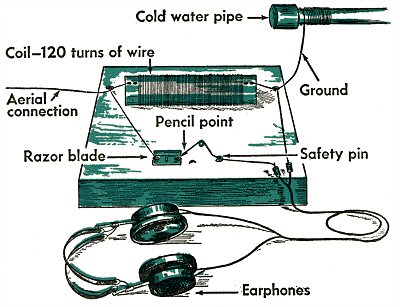 Cold water pipe
Coil–120 turns of wire
Aerial
connection
Ground
Pencil point
Razor blade
Safety pin
Earphones